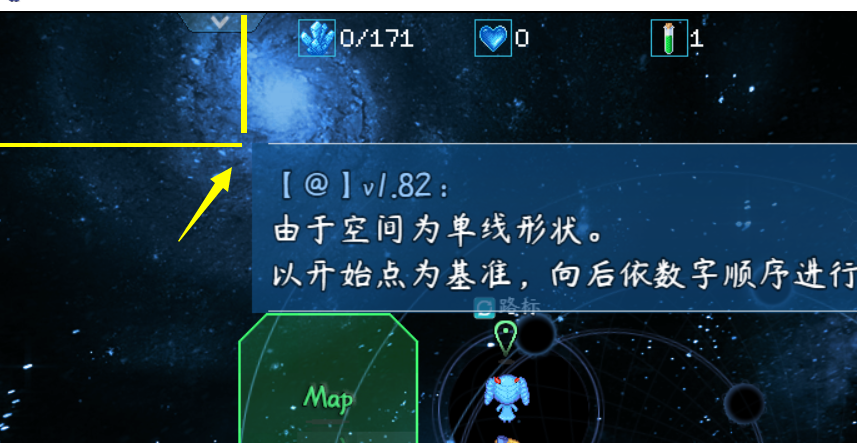 0/171
0
1
【@】v1.82：
由于空间为单线形状。
以开始点为基准，向后依数字顺序进行
路标
Map